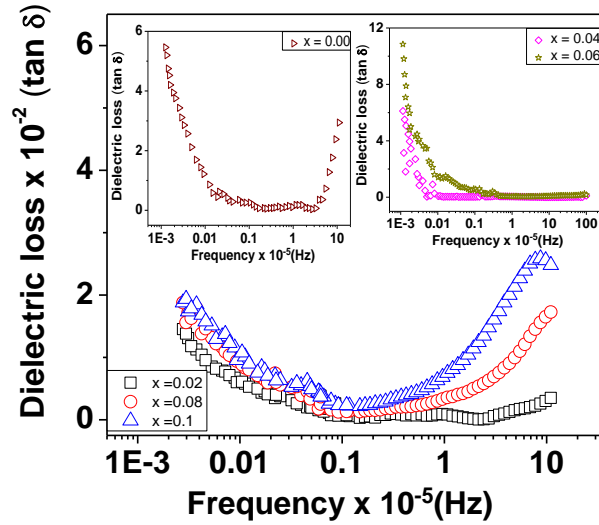 Dielectric loss x 10⁻² (tan δ)
6
4
2
0
1E-3 0.01 0.1 1 10
Frequency x 10⁻⁵(Hz)
x =0.02
x =0.08
x =0.1
Dielectric loss (tan δ)
6
4
2
0
1E-3 0.01 0.1 1 10
Frequency x 10⁻⁵(Hz)
x = 0.00
Dielectric loss (tan δ)
12
8
4
0
1E-3 0.01 0.1 1 10 100
Frequency x 10⁻⁵(Hz)
x = 0.04
x = 0.06